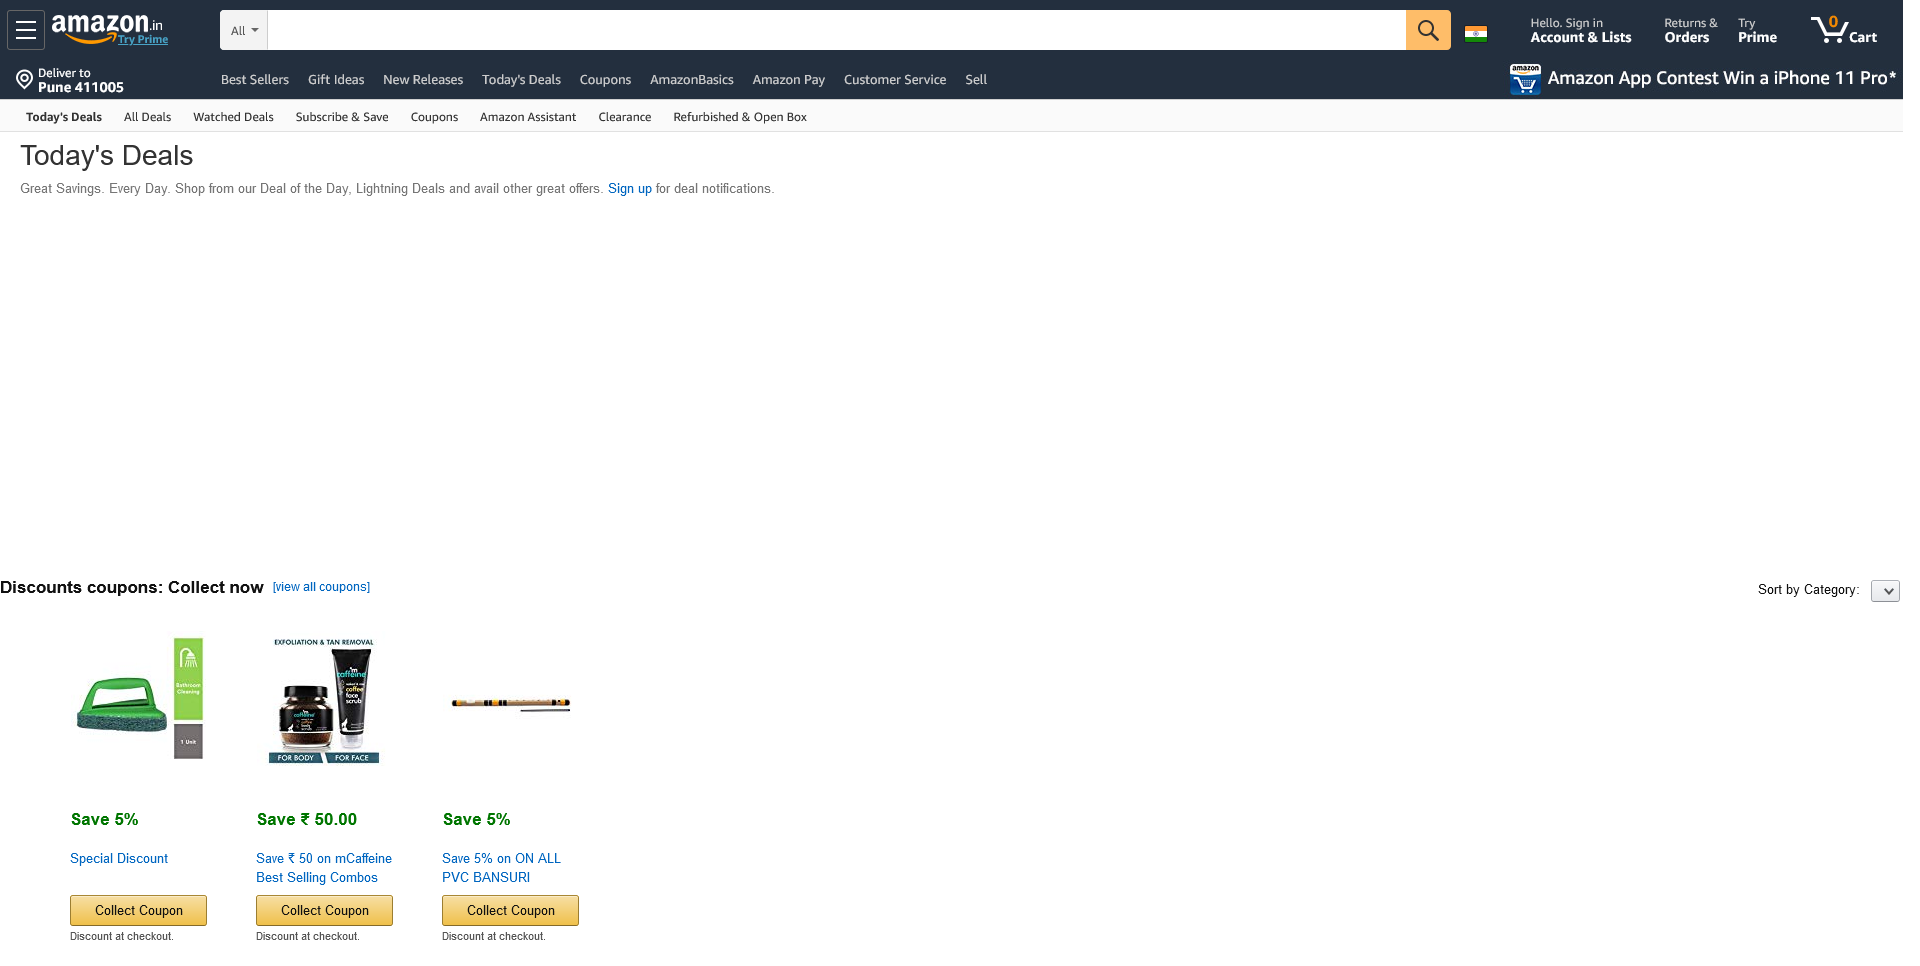 amazon.in
Try Prime
All
Hello. Sign in
Account & Lists
Returns &
Orders
Try
Prime
0
Cart
Deliver to
Pune 411005
Best Sellers
Gift Ideas
New Releases
Today's Deals
Coupons
AmazonBasics
Amazon Pay
Customer Service
Sell
amazon
Amazon App Contest Win a iPhone 11 Pro*
Today's Deals
All Deals
Watched Deals
Subscribe & Save
Coupons
Amazon Assistant
Clearance
Refurbished & Open Box
Today's Deals
Great Savings. Every Day. Shop from our Deal of the Day, Lightning Deals and avail other great offers. Sign up for deal notifications.
Discounts coupons: Collect now [view all coupons]
Sort by Category:
Bathroom
Cleaning
1 Unit
EXFOLIATION & TAN REMOVAL
m
caffeine
coffee
face
scrub
caffeine
FOR BODY
FOR FACE
Save 5%
Save ₹ 50.00
Save 5%
Special Discount
Save ₹ 50 on mCaffeine
Best Selling Combos
Save 5% on ON ALL
PVC BANSURI
Collect Coupon
Collect Coupon
Collect Coupon
Discount at checkout.
Discount at checkout.
Discount at checkout.